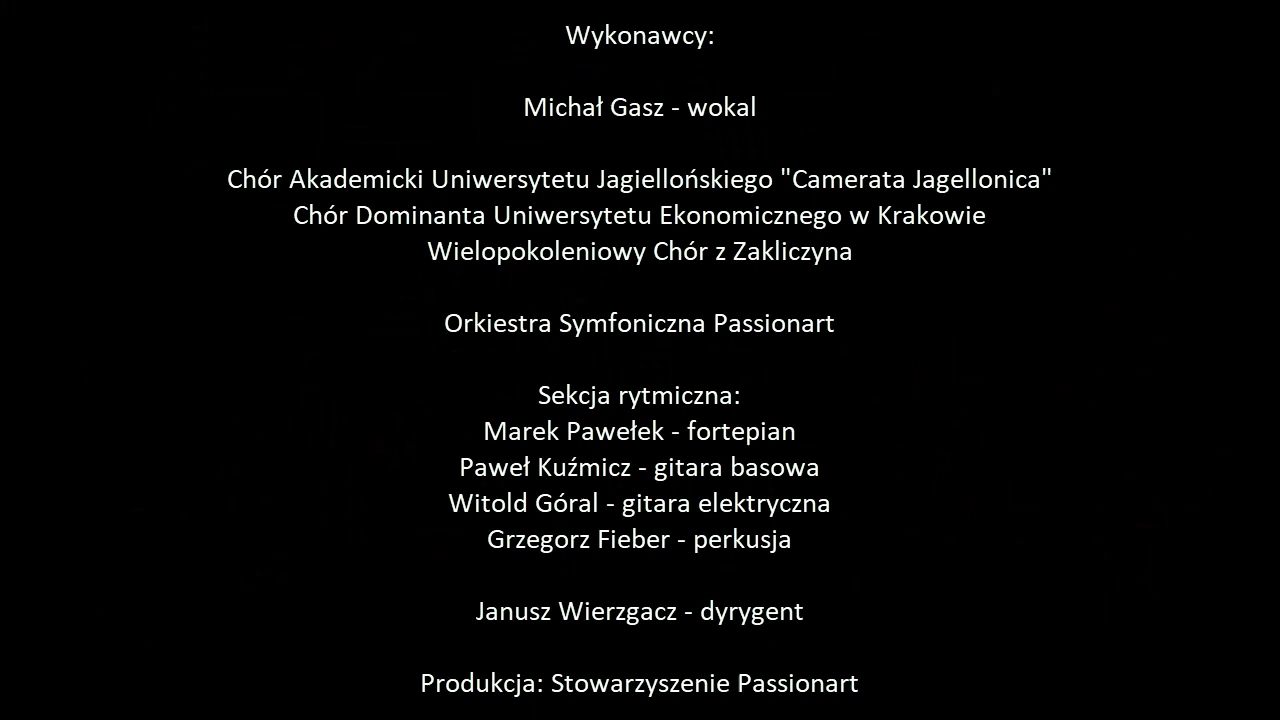 Wykonawcy:
Michał Gasz - wokal
Chór Akademicki Uniwersytetu Jagiellońskiego "Camerata Jagellonica"
Chór Dominanta Uniwersytetu Ekonomicznego w Krakowie
Wielopokoleniowy Chór z Zakliczyna
Orkiestra Symfoniczna Passionart
Sekcja rytmiczna:
Marek Pawełek - fortepian
Paweł Kuźmicz - gitara basowa
Witold Góral - gitara elektryczna
Grzegorz Fieber - perkusja
Janusz Wierzgacz - dyrygent
Produkcja: Stowarzyszenie Passionart